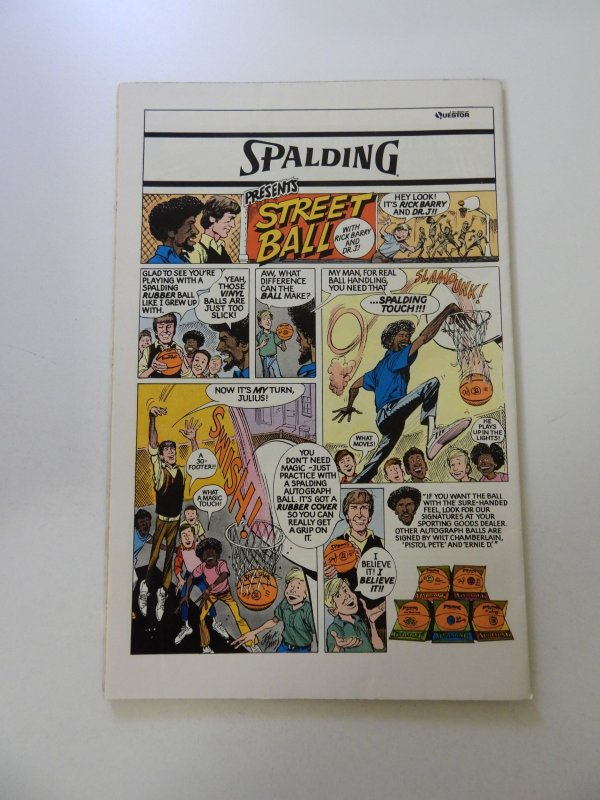 QUESTOR
SPALDING
PRESENTS
STREET
BALL
WITH
RICK BARRY
AND
DR. J!
HEY LOOK!
IT'S RICK BARRY
AND DR. J!!
GLAD TO SEE YOU'RE
PLAYING WITH A
SPALDING
RUBBER BALL
LIKE I GREW UP
WITH.
YEAH,
THOSE
VINYL
BALLS ARE
JUST TOO
SLICK!
AW, WHAT
DIFFERENCE
CAN THE
BALL MAKE?
MY MAN, FOR REAL
BALL HANDLING,
YOU NEED THAT
...SPALDING
TOUCH!!!
SLAM DUNK!
WHAT
MOVES!
HE
PLAYS
UP IN THE
LIGHTS!
NOW IT'S MY TURN,
JULIUS!
A
30-
FOOTER!!
WHAT
A MAGIC
TOUCH!
SWISH!
YOU
DON'T NEED
MAGIC -JUST
PRACTICE WITH
A SPALDING
AUTOGRAPH
BALL. IT'S GOT A
RUBBER COVER
SO YOU CAN
REALLY GET
A GRIP ON
IT.
I
BELIEVE
IT! I
BELIEVE
IT!!
"IF YOU WANT THE BALL
WITH THE SURE-HANDED
FEEL, LOOK FOR OUR
SIGNATURES AT YOUR
SPORTING GOODS DEALER.
OTHER AUTOGRAPH BALLS ARE
SIGNED BY WILT CHAMBERLAIN,
'PISTOL PETE' AND 'ERNIE D.'"